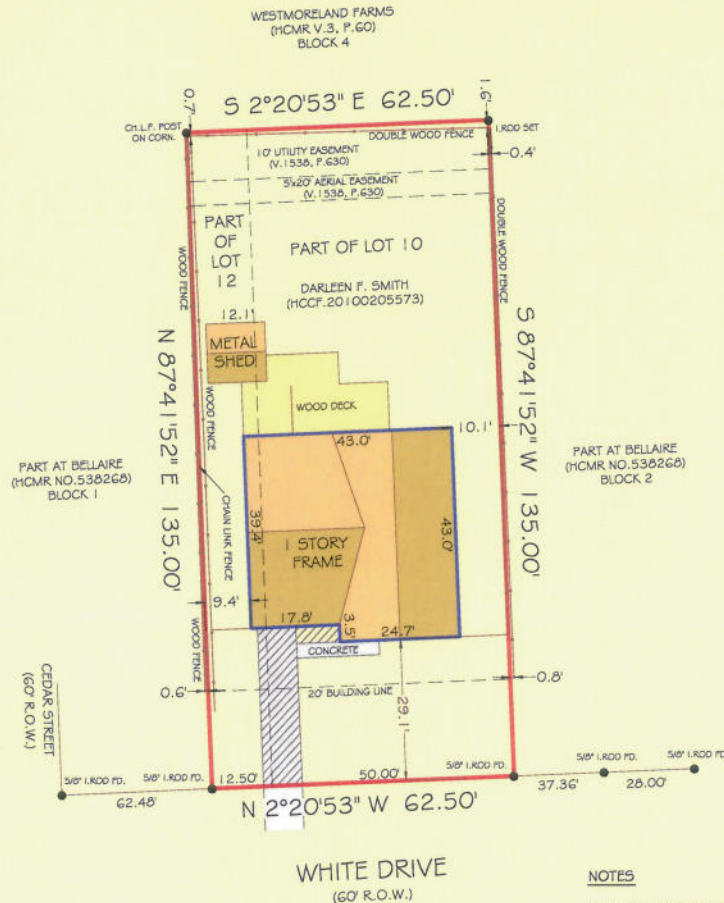 WESTMORELAND FARMS
(HCMR V.3, P.60)
BLOCK 4
0.7'
S 2°20'53" E 62.50'
1.6'
CH.L.F. POST
ON CORN.
DOUBLE WOOD FENCE
I.ROD SET
10' UTILITY EASEMENT
(V.1538, P.630)
0.4'
5'x20' AERIAL EASEMENT
(V.1538, P.630)
PART
OF
LOT
12
PART OF LOT 10
DARLEEN F. SMITH
(HCCF.20100205573)
WOOD FENCE
DOUBLE WOOD FENCE
12.1'
METAL
SHED
N 87°41'52" E 135.00'
S 87°41'52" W 135.00'
WOOD FENCE
WOOD DECK
43.0'
10.1'
PART AT BELLAIRE
(HCMR NO.538268)
BLOCK 1
PART AT BELLAIRE
(HCMR NO.538268)
BLOCK 2
CHAIN LINK FENCE
39.4'
43.0'
1 STORY
FRAME
9.4'
17.8'
3.5'
24.7'
CONCRETE
WOOD FENCE
CEDAR STREET
(60' R.O.W.)
0.6'
20' BUILDING LINE
0.8'
29.1'
5/8" I.ROD FD.
5/8" I.ROD FD.
12.50'
50.00'
5/8" I.ROD FD.
5/8" I.ROD FD.
5/8" I.ROD FD.
62.48'
N 2°20'53" W 62.50'
37.36'
28.00'
WHITE DRIVE
(60' R.O.W.)
NOTES